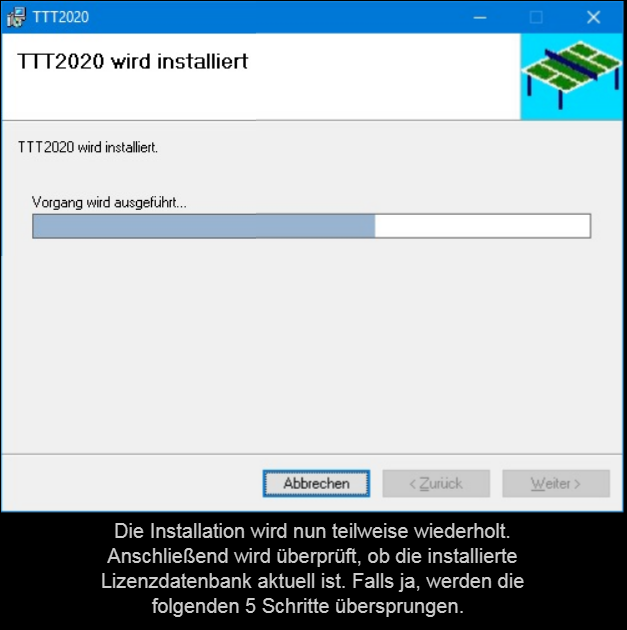 TTT2020
TTT2020 wird installiert
TTT2020 wird installiert.
Vorgang wird ausgeführt...
Abbrechen
< Zurück
Weiter >
Die Installation wird nun teilweise wiederholt.
Anschließend wird überprüft, ob die installierte
Lizenzdatenbank aktuell ist. Falls ja, werden die
folgenden 5 Schritte übersprungen.